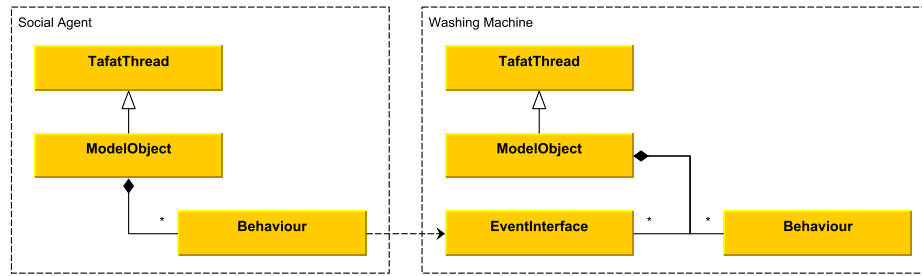 Social Agent
TafatThread
ModelObject
*
Behaviour
Washing Machine
TafatThread
ModelObject
EventInterface
*
*
Behaviour